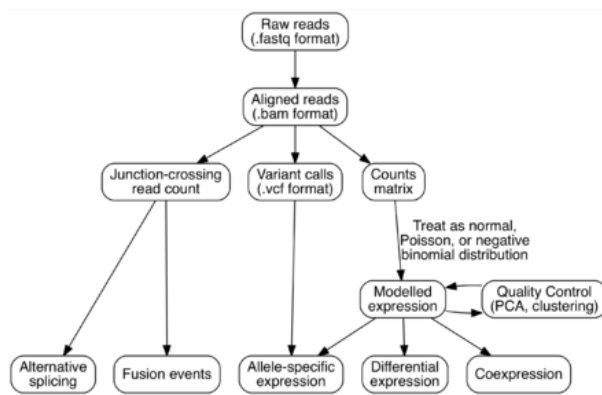 Raw reads
(.fastq format)
Aligned reads
(.bam format)
Junction-crossing
read count
Variant calls
(.vcf format)
Counts
matrix
Treat as normal,
Poisson, or negative
binomial distribution
Modelled
expression
Quality Control
(PCA, clustering)
Alternative
splicing
Fusion events
Allele-specific
expression
Differential
expression
Coexpression